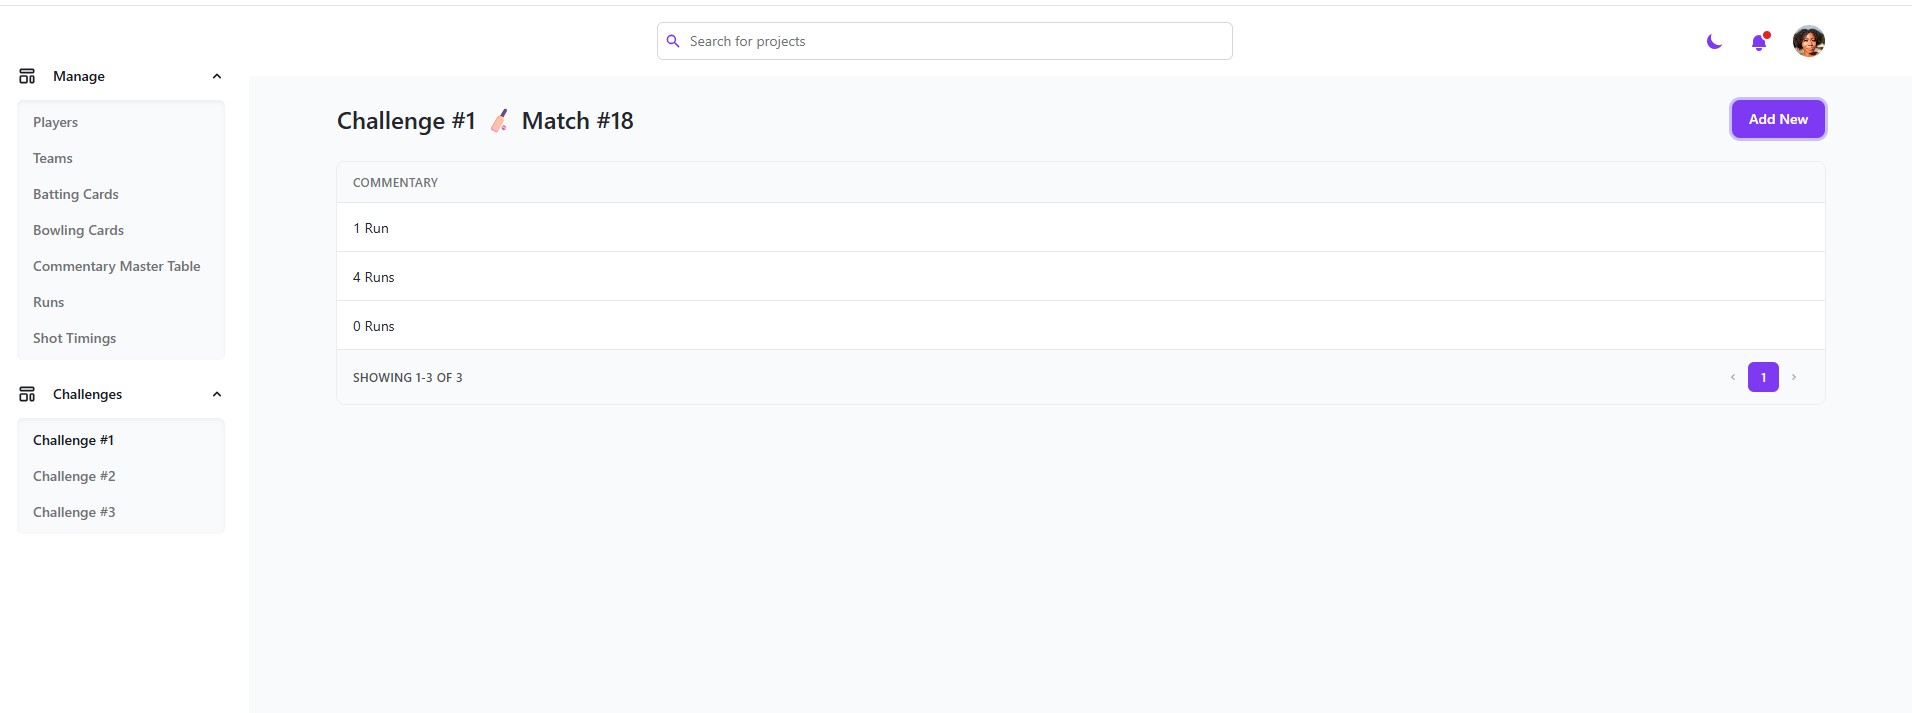 Search for projects
Manage
Players
Teams
Batting Cards
Bowling Cards
Commentary Master Table
Runs
Shot Timings
Challenges
Challenge #1
Challenge #2
Challenge #3
Challenge #1 🏏 Match #18
Add New
COMMENTARY
1 Run
4 Runs
0 Runs
SHOWING 1-3 OF 3
1